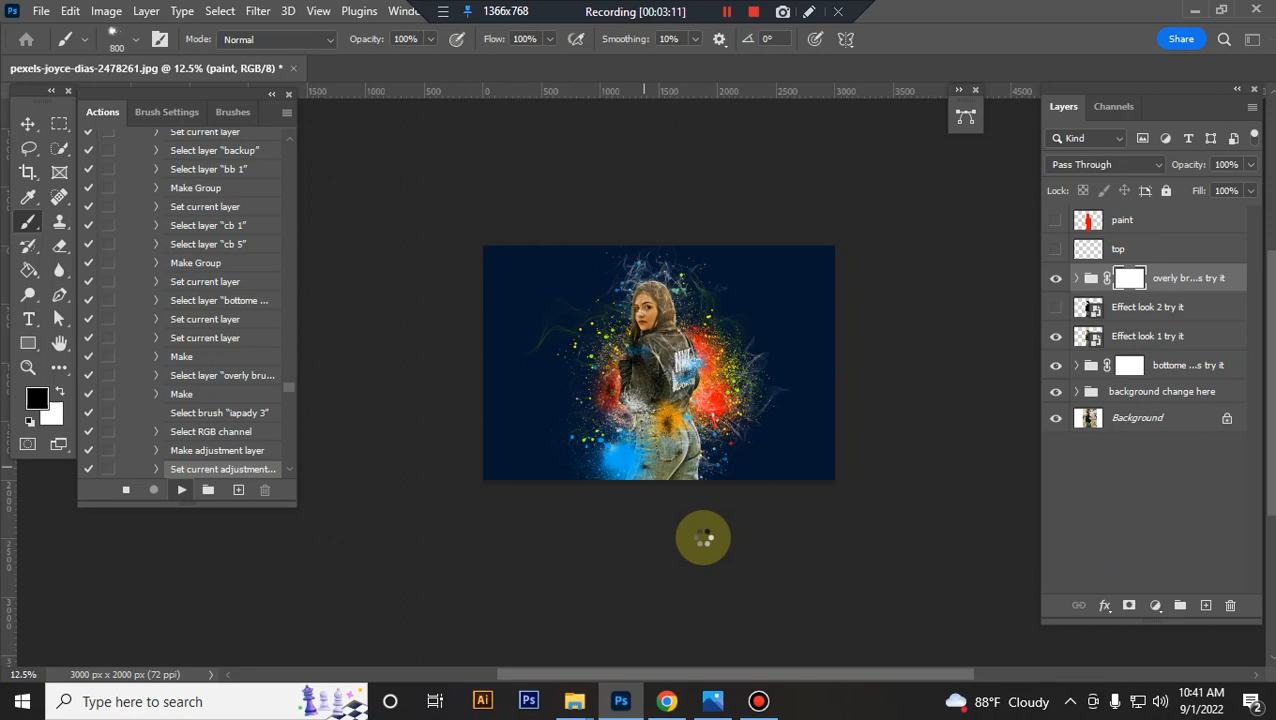 Ps File Edit Image Layer Type Select Filter 3D View Plugins Windo 1366x768 Recording [00:03:11]
800 Mode: Normal Opacity: 100% Flow: 100% Smoothing: 10% 0° Share
pexels-joyce-dias-2478261.jpg @ 12.5% (paint, RGB/8) *
1500 1000 500 0 500 1000 1500 2000 2500 3000 3500 4500
Actions Brush Settings Brushes
Set current layer
Select layer "backup"
Select layer "bb 1"
Make Group
Set current layer
Select layer "cb 1"
Select layer "cb 5"
Make Group
Set current layer
Select layer "bottome ...
Set current layer
Set current layer
Make
Select layer "overly bru...
Make
Select brush "iapady 3"
Select RGB channel
Make adjustment layer
Set current adjustment...
Layers Channels
Kind
Pass Through Opacity: 100%
Lock: Fill: 100%
paint
top
overly br...s try it
Effect look 2 try it
Effect look 1 try it
bottome ...s try it
background change here
Background
12.5% 3000 px x 2000 px (72 ppi)
Type here to search Ai Ps Ps 88°F Cloudy 10:41 AM
9/1/2022 2